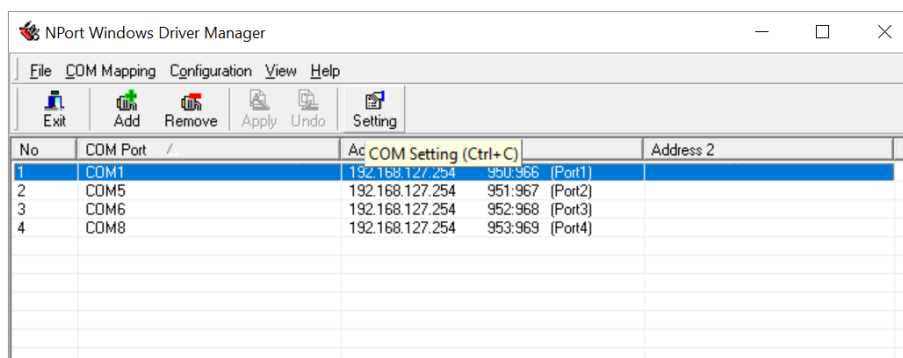 NPort Windows Driver Manager
File COM Mapping Configuration View Help
Exit Add Remove Apply Undo Setting
No COM Port Address 2
COM Setting (Ctrl+C)
1 COM1 192.168.127.254 950:966 (Port1)
2 COM5 192.168.127.254 951:967 (Port2)
3 COM6 192.168.127.254 952:968 (Port3)
4 COM8 192.168.127.254 953:969 (Port4)